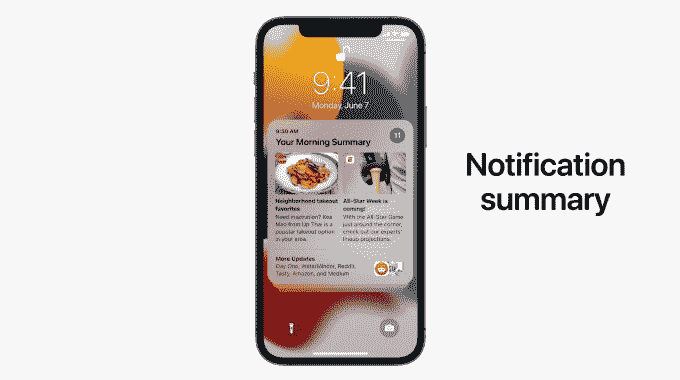 9:41
Monday, June 7
9:30 AM
11
Your Morning Summary
Neighborhood takeout
favorites
Need inspiration? Kea
Mao from Up Thai is a
popular takeout option
in your area.
All-Star Week is
coming!
With the All-Star Game
just around the corner,
check out our experts'
lineup projections.
More Updates
Day One, WaterMinder, Reddit,
Tasty, Amazon, and Medium
Notification
summary